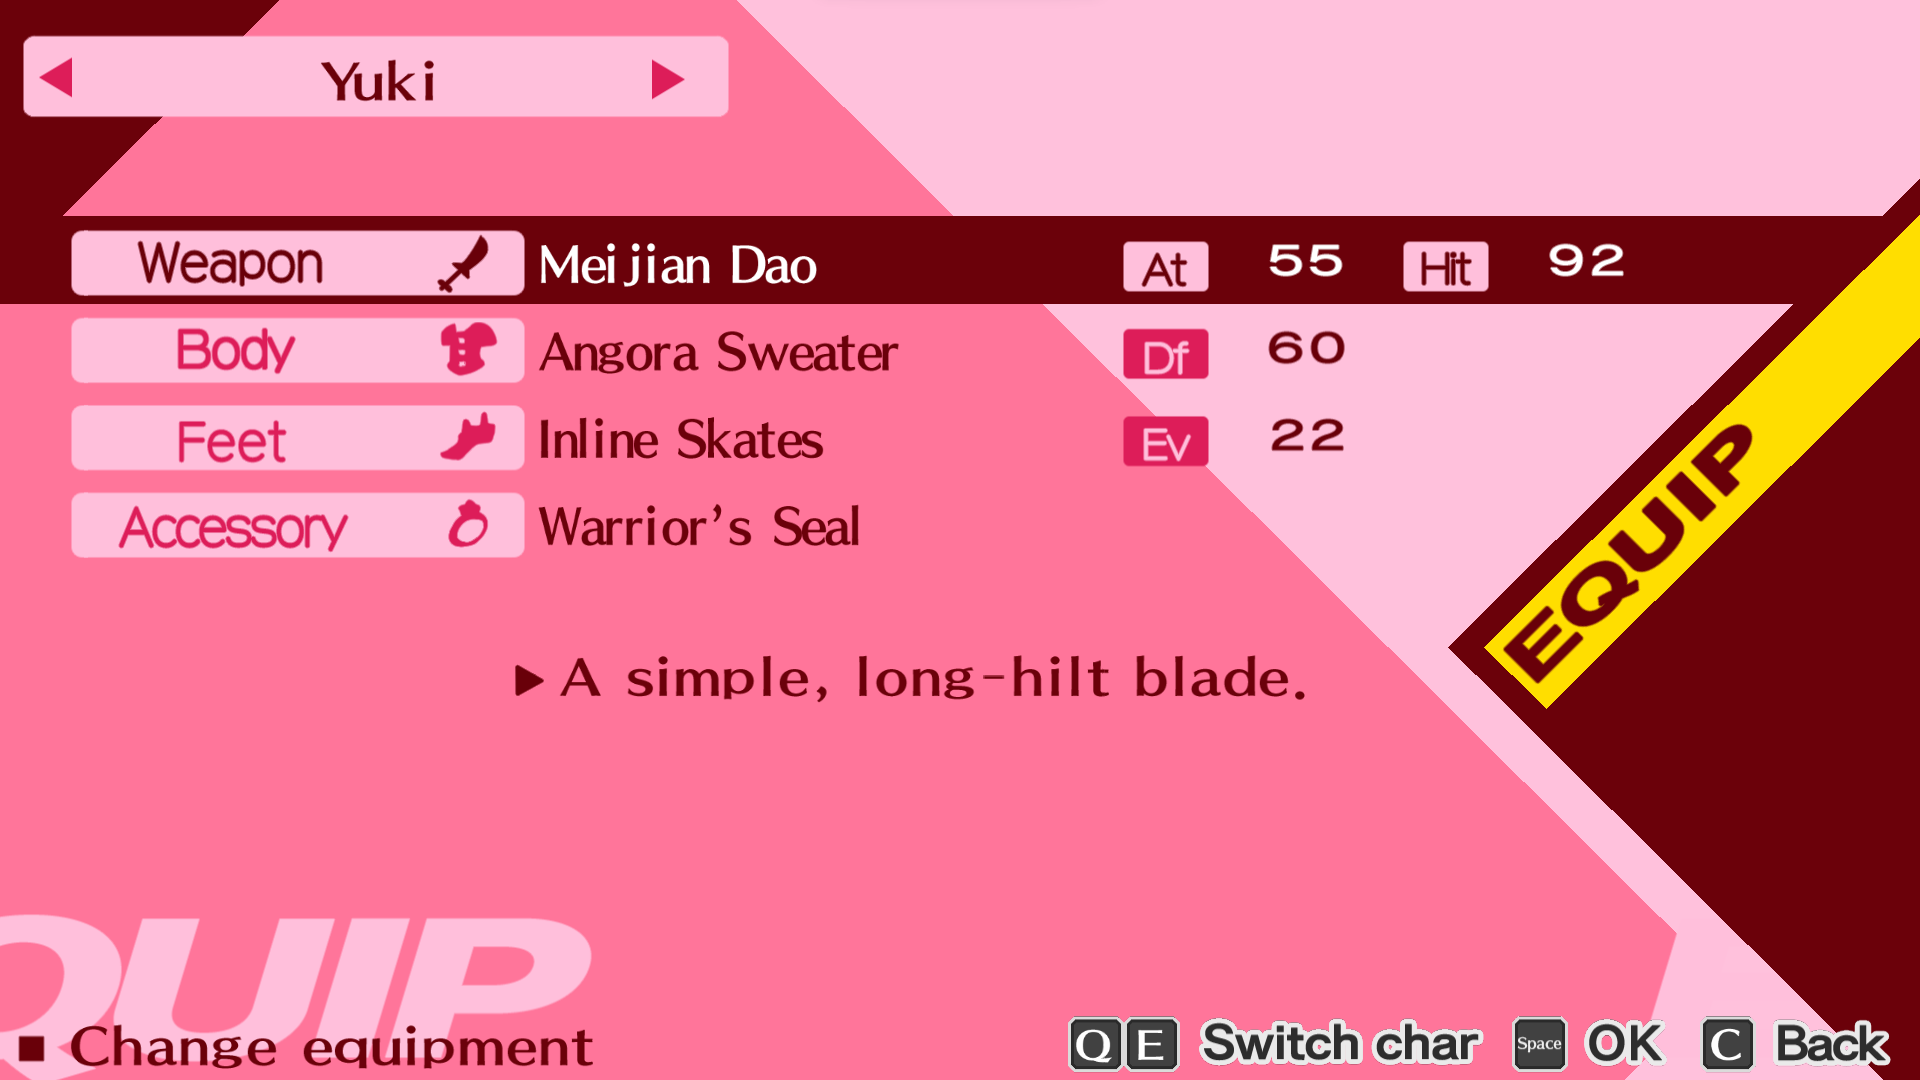 Yuki
Weapon Meijian Dao At 55 Hit 92
Body Angora Sweater Df 60
Feet Inline Skates Ev 22
Accessory Warrior's Seal
EQUIP
▶ A simple, long-hilt blade.
QUIP
■ Change equipment
Q E Switch char Space OK C Back